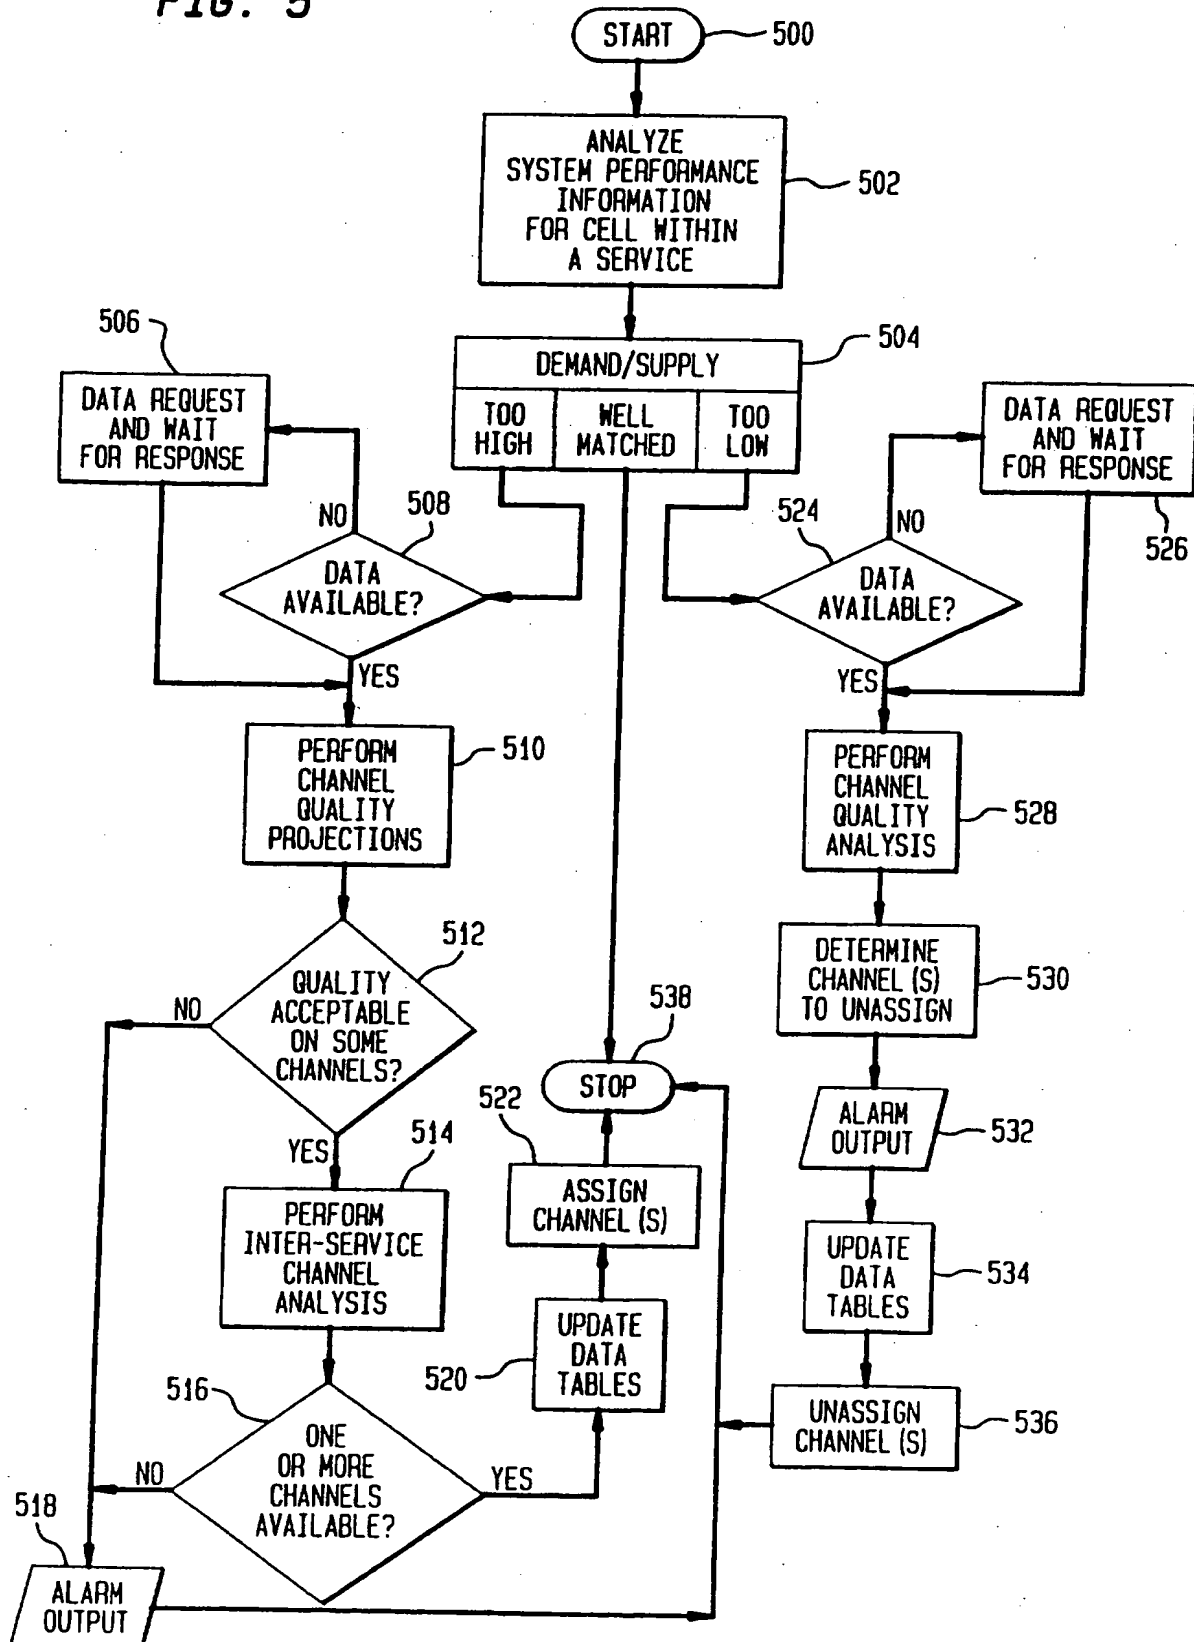 FIG. 5
START
500
ANALYZE
SYSTEM PERFORMANCE
INFORMATION
FOR CELL WITHIN
A SERVICE
502
504
DEMAND/SUPPLY
TOO
HIGH
WELL
MATCHED
TOO
LOW
506
DATA REQUEST
AND WAIT
FOR RESPONSE
NO
508
DATA
AVAILABLE?
YES
PERFORM
CHANNEL
QUALITY
PROJECTIONS
510
512
QUALITY
ACCEPTABLE
ON SOME
CHANNELS?
NO
YES
514
PERFORM
INTER-SERVICE
CHANNEL
ANALYSIS
516
ONE
OR MORE
CHANNELS
AVAILABLE?
NO
YES
518
ALARM
OUTPUT
520
UPDATE
DATA
TABLES
522
ASSIGN
CHANNEL(S)
538
STOP
DATA REQUEST
AND WAIT
FOR RESPONSE
526
524
NO
DATA
AVAILABLE?
YES
PERFORM
CHANNEL
QUALITY
ANALYSIS
528
DETERMINE
CHANNEL(S)
TO UNASSIGN
530
ALARM
OUTPUT
532
UPDATE
DATA
TABLES
534
UNASSIGN
CHANNEL(S)
536